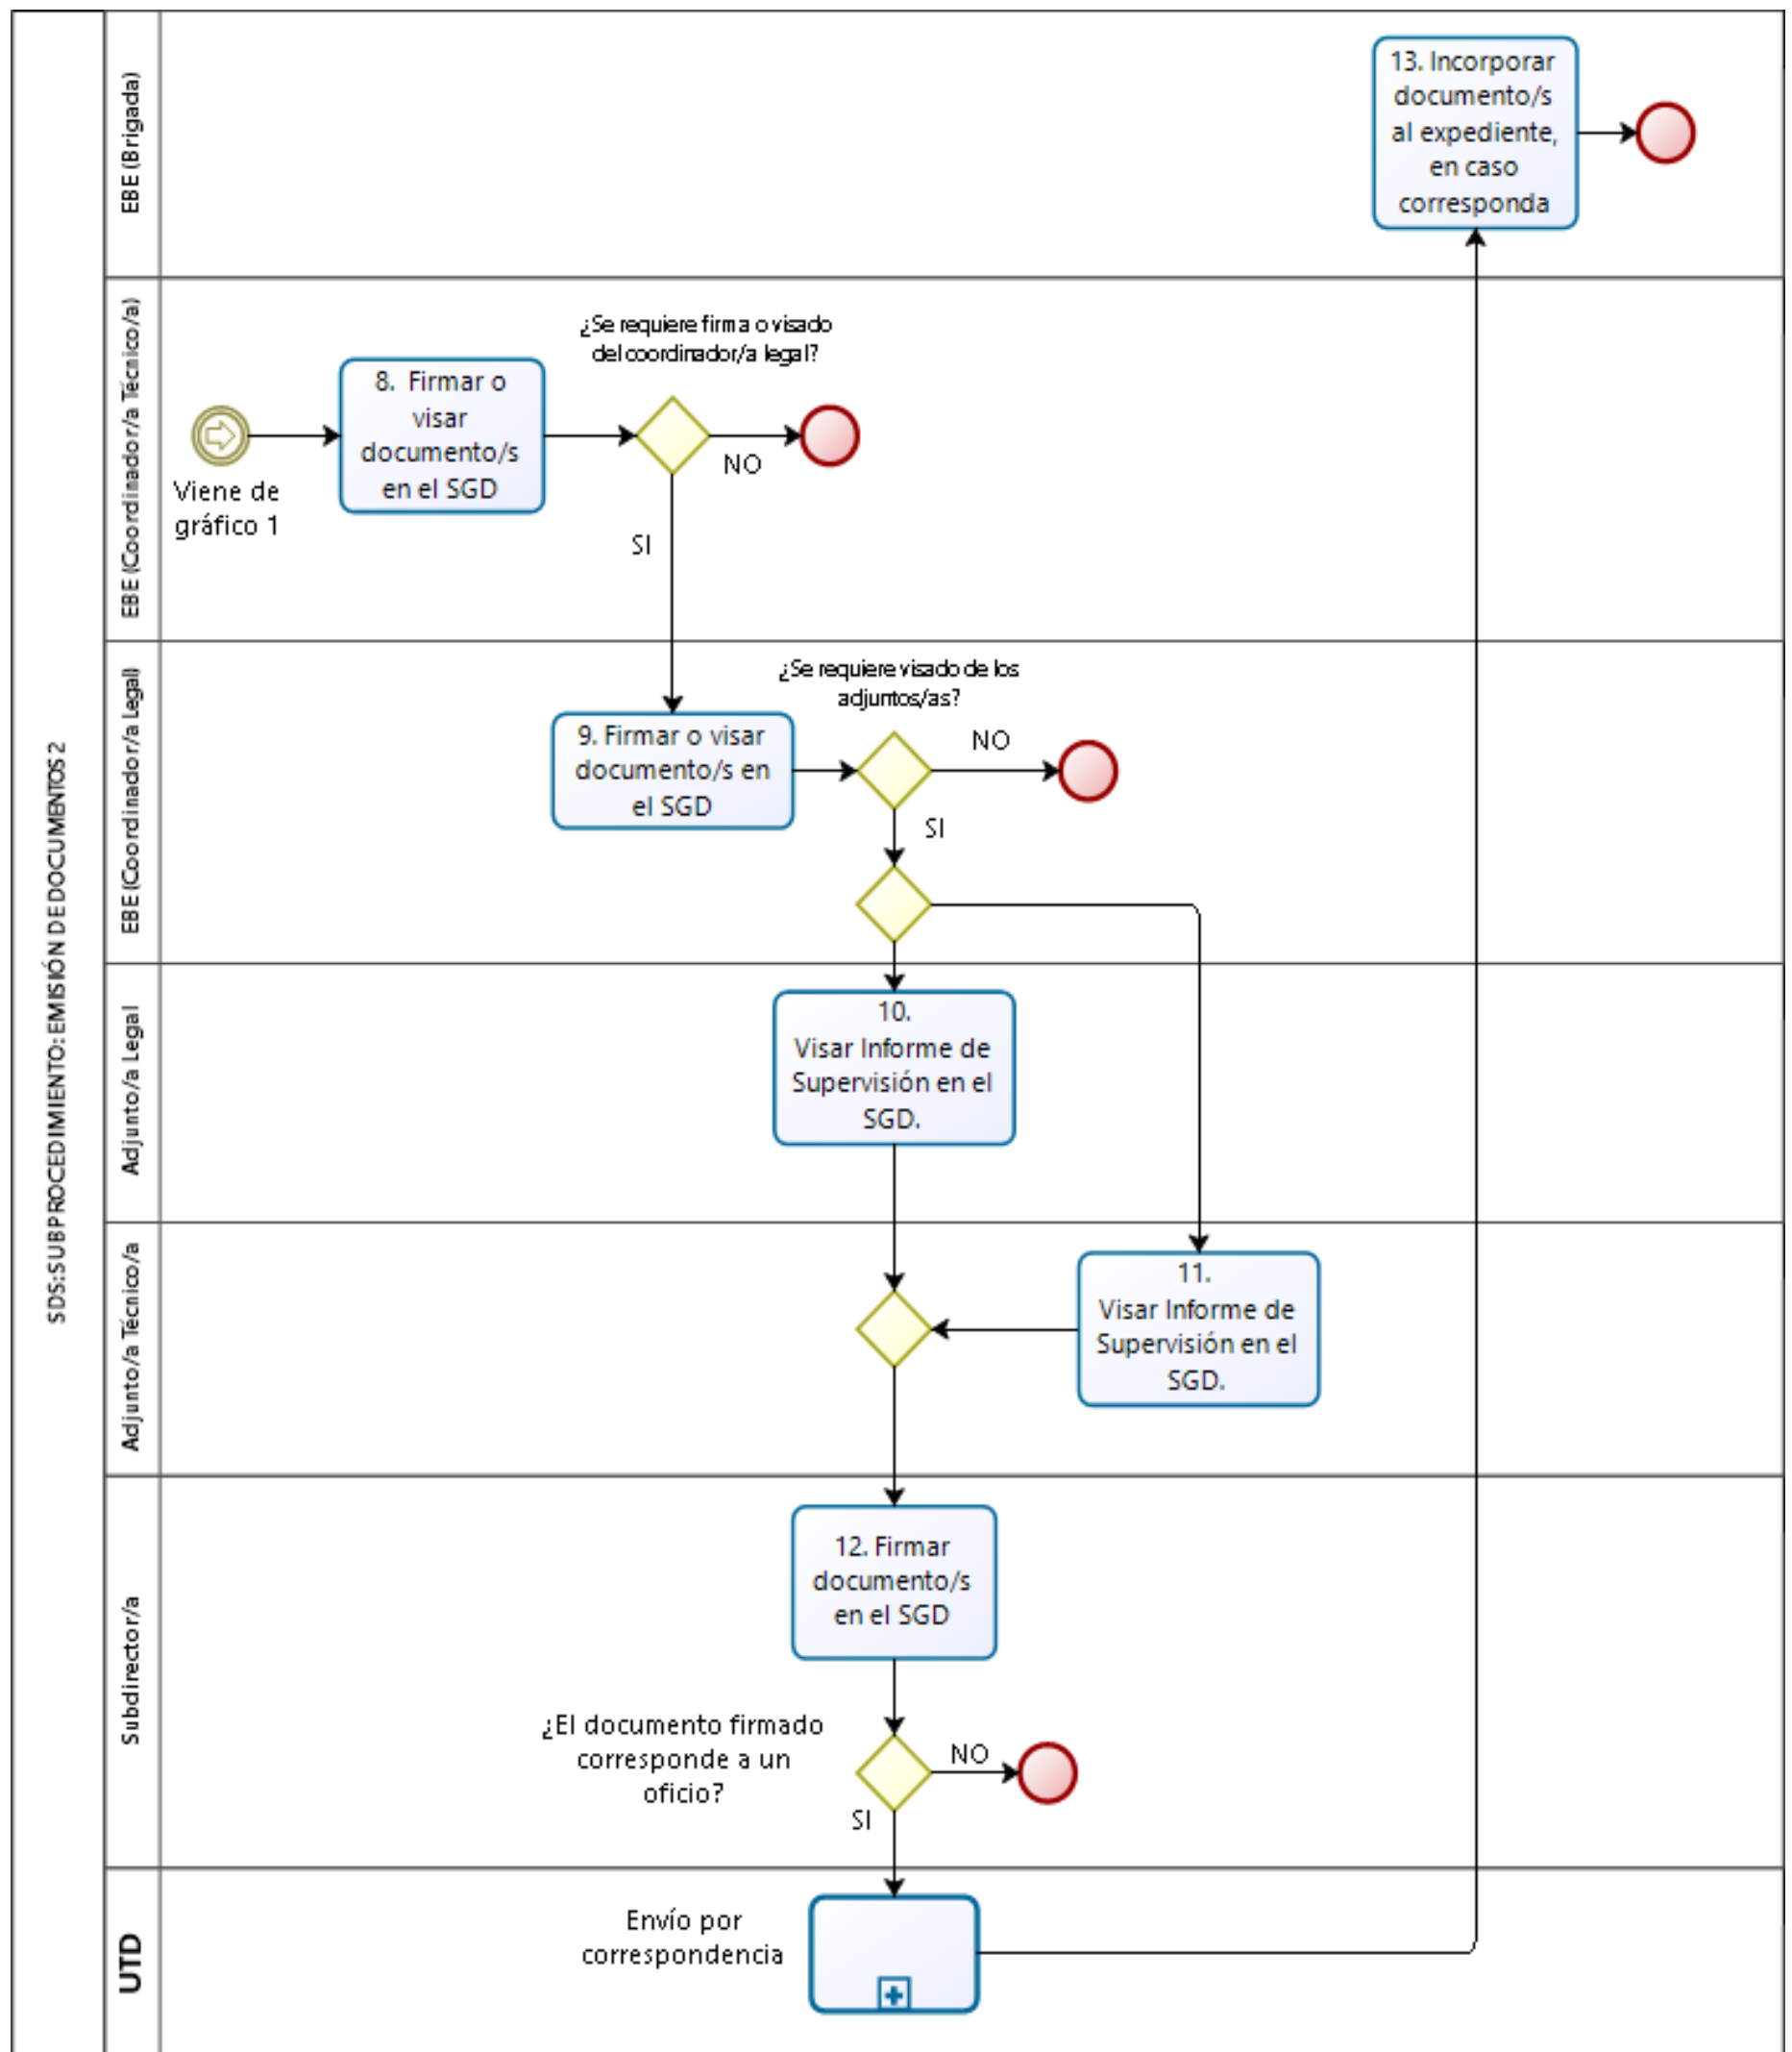 SDS:SUBPROCEDIMIENTO: EMISIÓN DE DOCUMENTOS 2
EBE (Brigada)
13. Incorporar
documento/s
al expediente,
en caso
corresponda
EBE (Coordinador/a Técnico/a)
¿Se requiere firma o visado
del coordinador/a legal?
8. Firmar o
visar
documento/s
en el SGD
Viene de
gráfico 1
NO
SI
EBE (Coordinador/a Legal)
¿Se requiere visado de los
adjuntos/as?
9. Firmar o visar
documento/s en
el SGD
NO
SI
Adjunto/a Legal
10.
Visar Informe de
Supervisión en el
SGD.
Adjunto/a Técnico/a
11.
Visar Informe de
Supervisión en el
SGD.
Subdirector/a
12. Firmar
documento/s
en el SGD
¿El documento firmado
corresponde a un
oficio?
NO
SI
UTD
Envío por
correspondencia